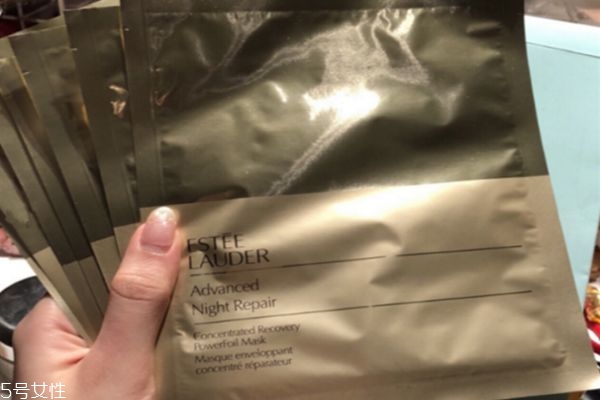 ESTĒE
LAUDER
Advanced
Night Repair
Concentrated Recovery
PowerFoil Mask
Masque enveloppant
concentré réparateur
5号女性